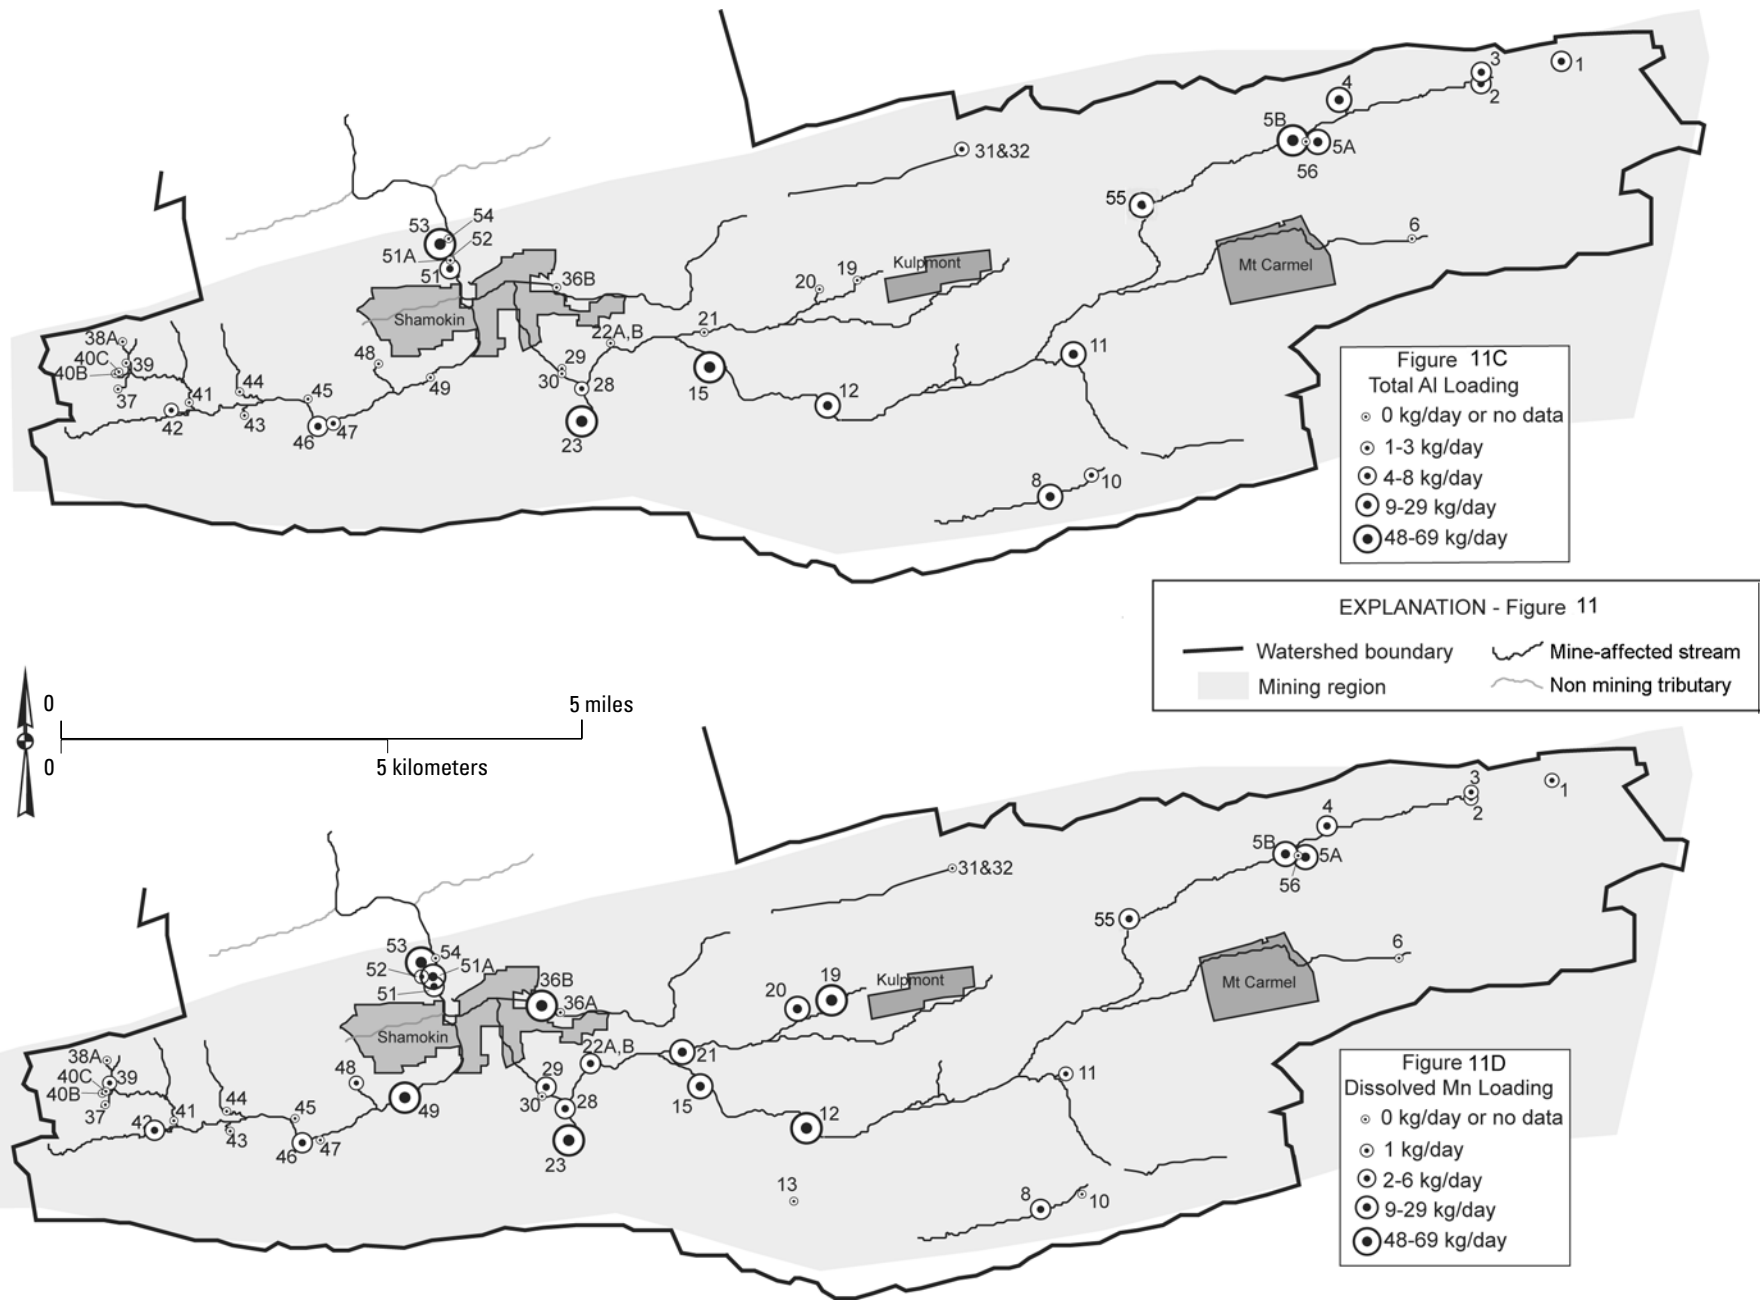 3
1
2
4
5B
5A
56
31&32
55
6
54
53
52
51A
51
36B
Kulpmont
Mt Carmel
19
20
Shamokin
21
22A,B
38A
40C
39
40B
37
48
29
30
28
15
11
12
49
41
44
45
42
43
46
47
23
8
10
Figure 11C
Total Al Loading
0 kg/day or no data
1-3 kg/day
4-8 kg/day
9-29 kg/day
48-69 kg/day
EXPLANATION - Figure 11
Watershed boundary
Mine-affected stream
Mining region
Non mining tributary
0
5 miles
0
5 kilometers
3
1
2
4
5B
5A
56
31&32
55
6
53
54
52
51A
51
36B
36A
19
20
Kulpmont
Mt Carmel
Shamokin
21
22A,B
38A
40C
39
40B
37
48
29
30
28
15
11
12
49
41
44
45
42
43
46
47
23
13
8
10
Figure 11D
Dissolved Mn Loading
0 kg/day or no data
1 kg/day
2-6 kg/day
9-29 kg/day
48-69 kg/day